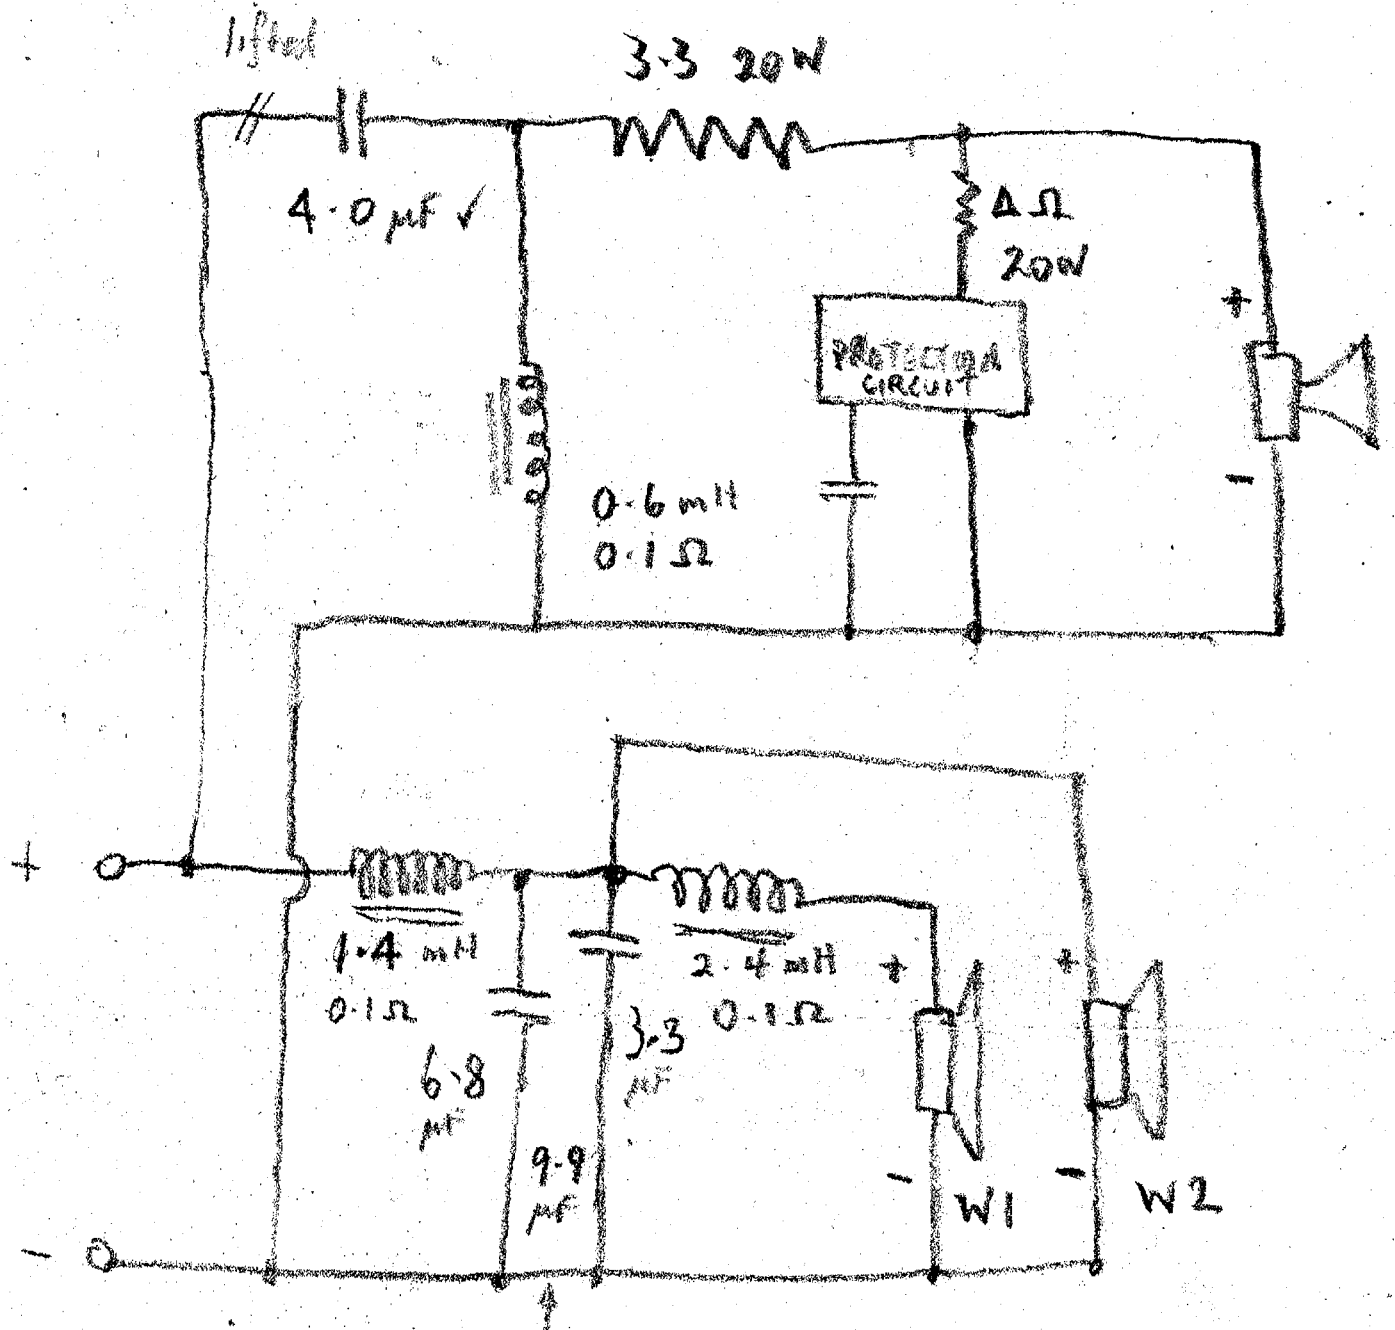 lifted
3.3 20W
4.0 µF ✓
Δ Ω
20W
+
PROTECTION
CIRCUIT
-
0.6 mH
0.1 Ω
+
1.4 mH
0.1 Ω
2.4 mH
0.1 Ω
+
+
6.8
µF
3.3
µF
9.9
µF
-
W1
-
W2
-